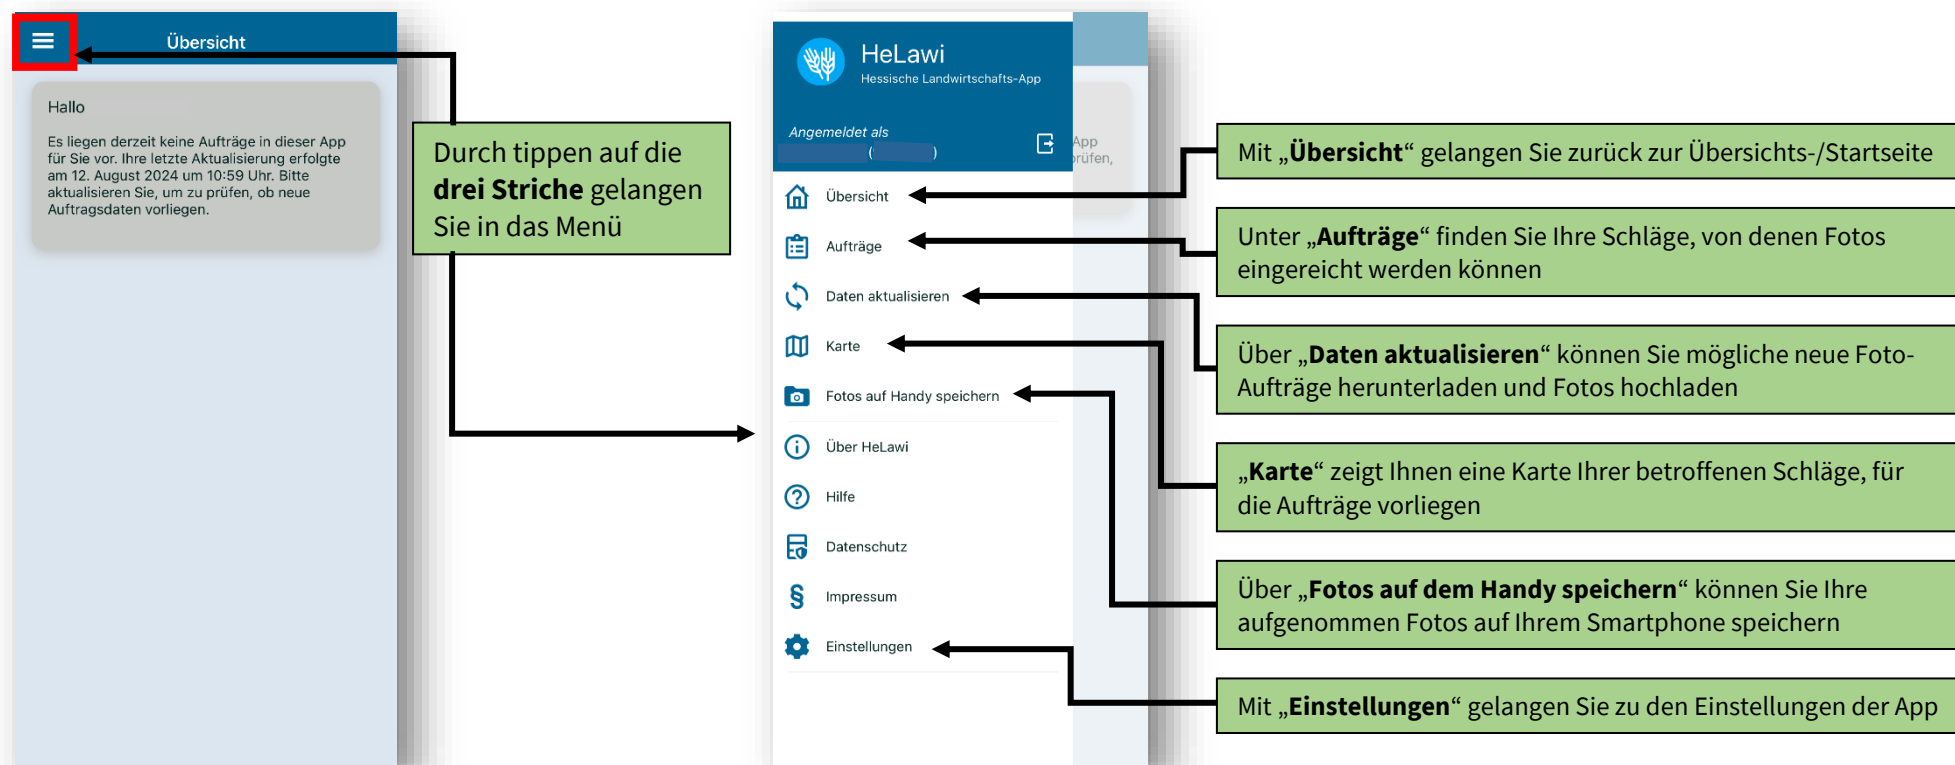 Übersicht
Hallo
Es liegen derzeit keine Aufträge in dieser App
für Sie vor. Ihre letzte Aktualisierung erfolgte
am 12. August 2024 um 10:59 Uhr. Bitte
aktualisieren Sie, um zu prüfen, ob neue
Auftragsdaten vorliegen.
Durch tippen auf die
drei Striche gelangen
Sie in das Menü
HeLawi
Hessische Landwirtschafts-App
Angemeldet als
( )
App
prüfen,
Übersicht
Aufträge
Daten aktualisieren
Karte
Fotos auf Handy speichern
Über HeLawi
Hilfe
Datenschutz
Impressum
Einstellungen
Mit „Übersicht“ gelangen Sie zurück zur Übersichts-/Startseite
Unter „Aufträge“ finden Sie Ihre Schläge, von denen Fotos
eingereicht werden können
Über „Daten aktualisieren“ können Sie mögliche neue Foto-
Aufträge herunterladen und Fotos hochladen
„Karte“ zeigt Ihnen eine Karte Ihrer betroffenen Schläge, für
die Aufträge vorliegen
Über „Fotos auf dem Handy speichern“ können Sie Ihre
aufgenommen Fotos auf Ihrem Smartphone speichern
Mit „Einstellungen“ gelangen Sie zu den Einstellungen der App